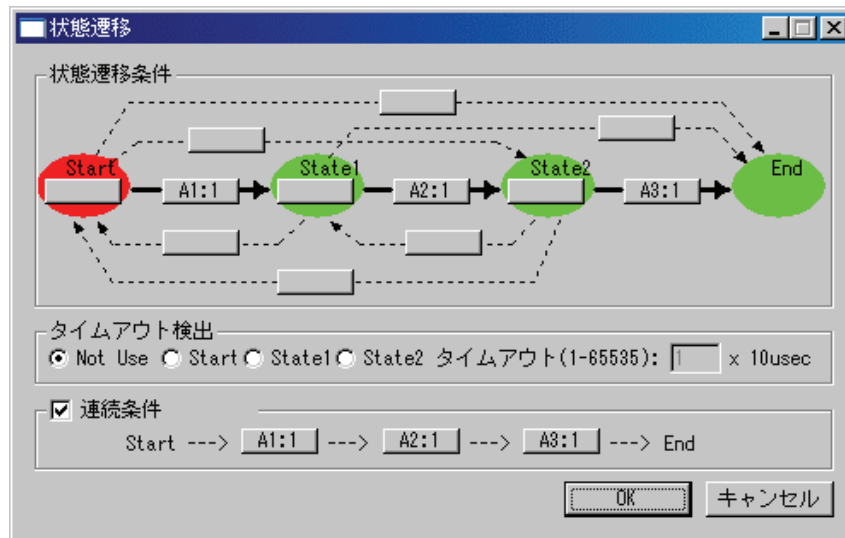 状態遷移
状態遷移条件
Start State1 State2 End
A1:1 A2:1 A3:1
タイムアウト検出
Not Use Start State1 State2 タイムアウト(1-65535): 1 x 10usec
連続条件
Start ---> A1:1 ---> A2:1 ---> A3:1 ---> End
OK キャンセル